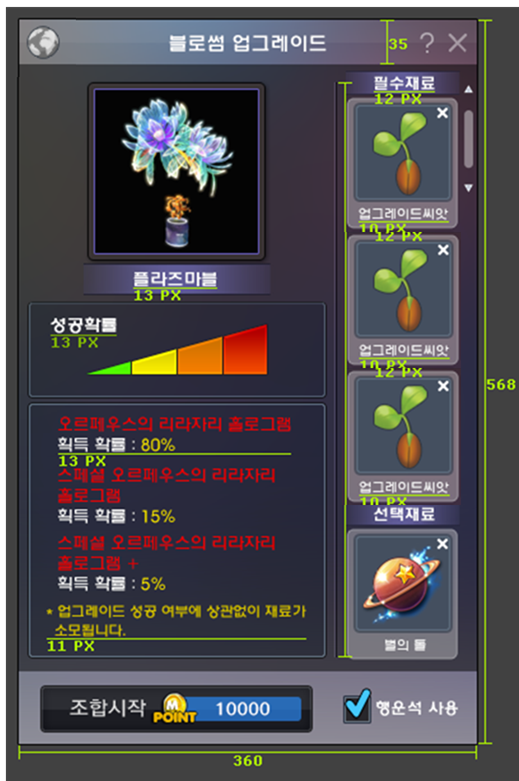 블로썸 업그레이드
35
?
필수재료
12 PX
업그레이드씨앗
10 PX
12 PX
플라즈마블
13 PX
업그레이드씨앗
10 PX
12 PX
성공확률
13 PX
568
오르페우스의 리라자리 홀로그램
획득 확률 : 80%
13 PX
스페셜 오르페우스의 리라자리
홀로그램
획득 확률 : 15%
업그레이드씨앗
10 PX
선택재료
스페셜 오르페우스의 리라자리
홀로그램 +
획득 확률 : 5%
* 업그레이드 성공 여부에 상관없이 재료가
소모됩니다.
11 PX
별의 돌
조합시작
M
POINT
10000
행운석 사용
360